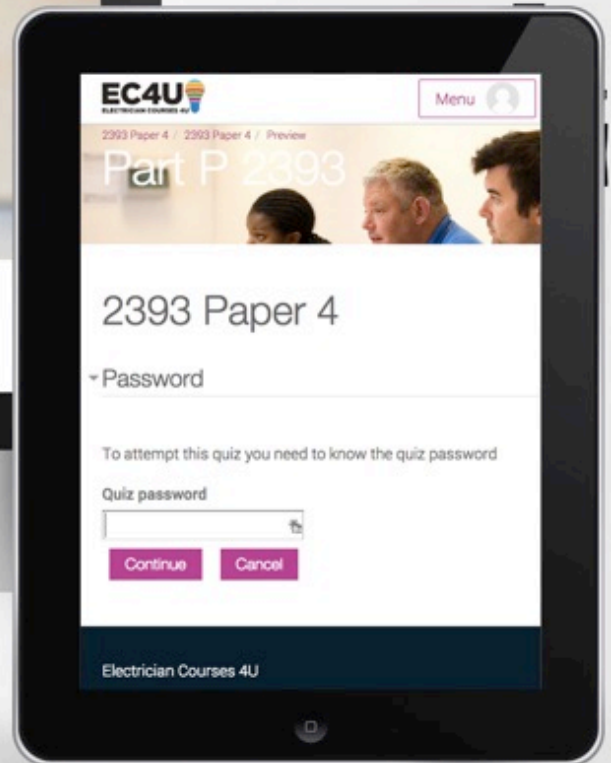 EC4U
ELECTRICIAN COURSES 4U
Menu
2393 Paper 4 / 2393 Paper 4 / Preview
Part P 2393
2393 Paper 4
Password
To attempt this quiz you need to know the quiz password
Quiz password
Continue
Cancel
Electrician Courses 4U